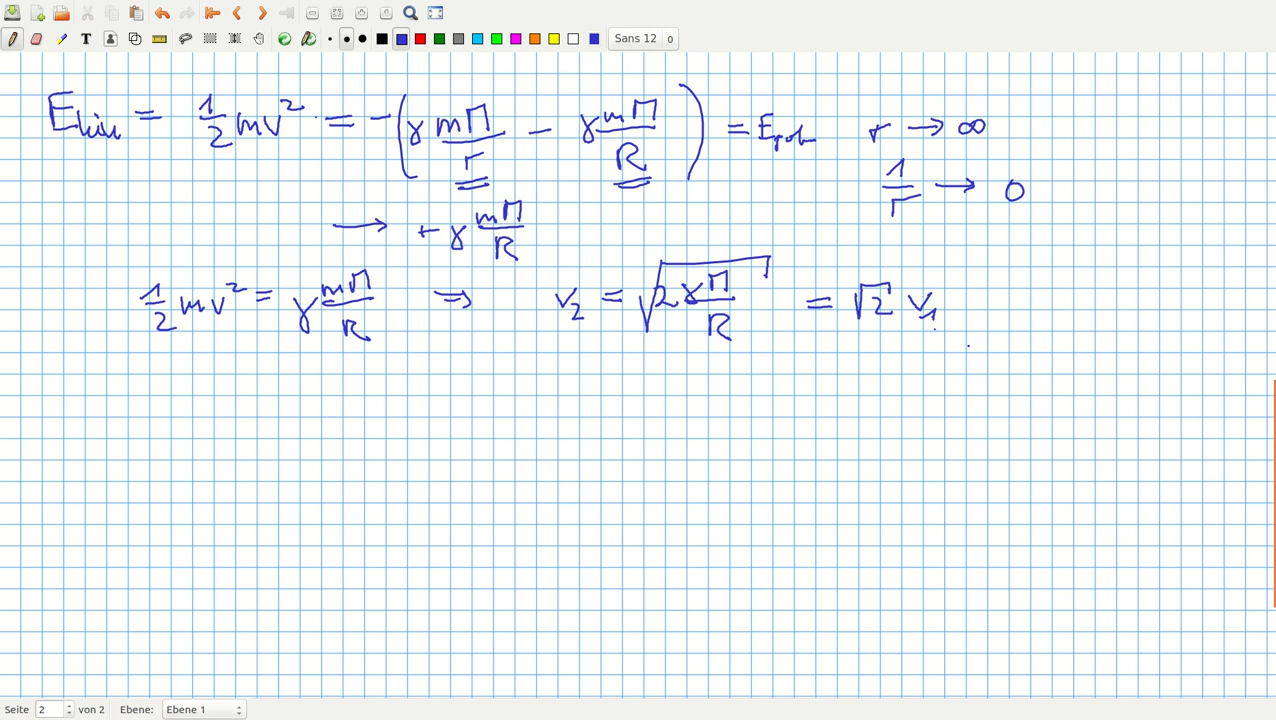 Sans 12 0
E_kin = 1/2 mv² = -(γ mM/r - γ mM/R) = E_pot r → ∞
1/r → 0
→ +γ mM/R
1/2 mv² = γ mM/R ⇒ v₂ = √(2γM/R) = √2 v₁
Seite 2 von 2 Ebene: Ebene 1